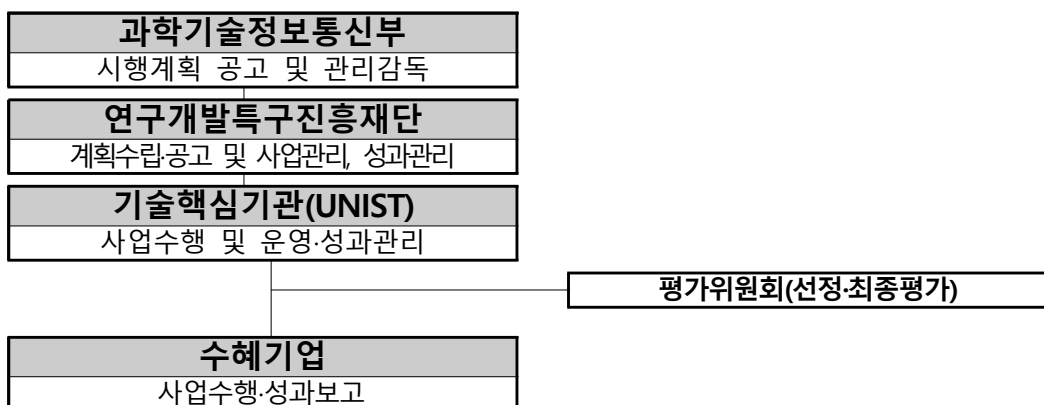 과학기술정보통신부
시행계획 공고 및 관리감독
연구개발특구진흥재단
계획수립·공고 및 사업관리, 성과관리
기술핵심기관(UNIST)
사업수행 및 운영·성과관리
평가위원회(선정·최종평가)
수혜기업
사업수행·성과보고